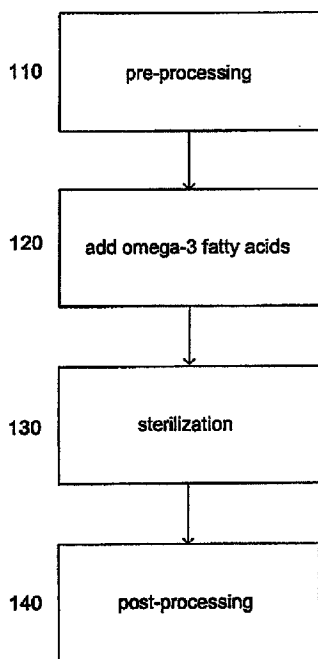 110 pre-processing
120 add omega-3 fatty acids
130 sterilization
140 post-processing